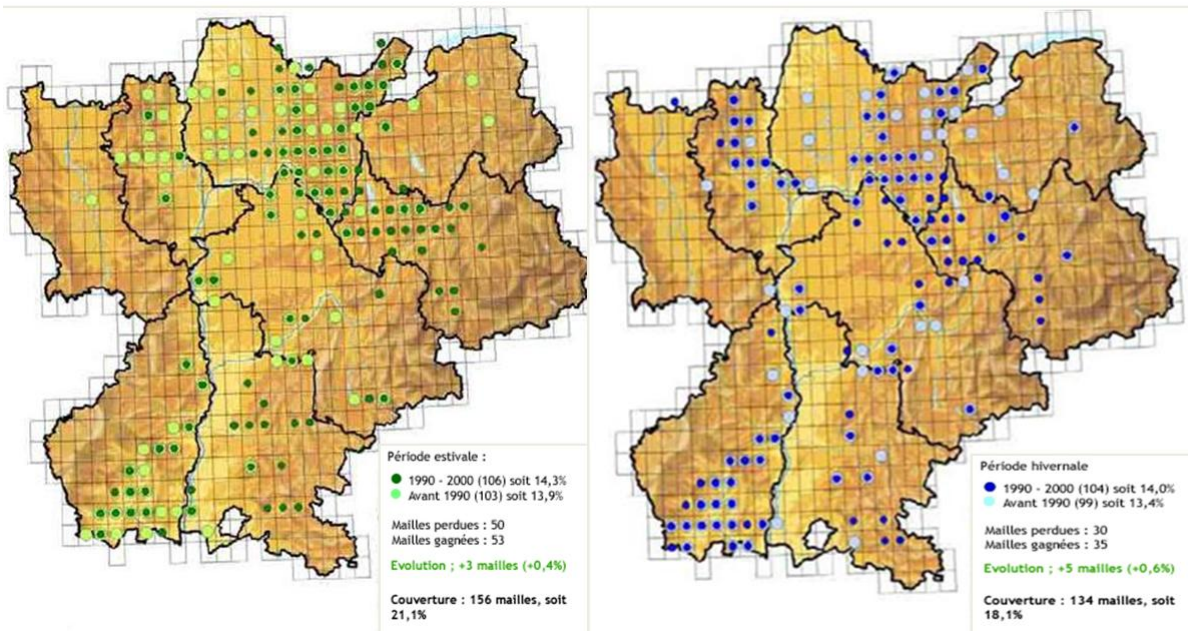 Période estivale :
1990 - 2000 (106) soit 14,3%
Avant 1990 (103) soit 13,9%
Mailles perdues : 50
Mailles gagnées : 53
Evolution ; +3 mailles (+0,4%)
Couverture : 156 mailles, soit
21,1%
Période hivernale
1990 - 2000 (104) soit 14,0%
Avant 1990 (99) soit 13,4%
Mailles perdues : 30
Mailles gagnées : 35
Evolution ; +5 mailles (+0,6%)
Couverture : 134 mailles, soit
18,1%